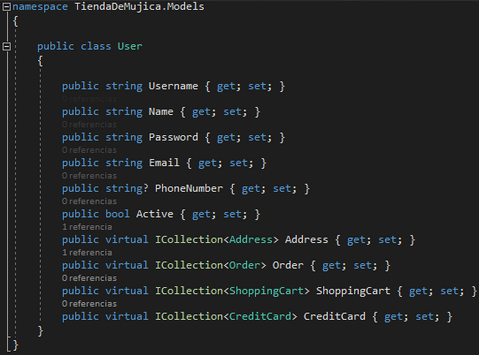 namespace TiendaDeMujica.Models
{
public class User
{
public string Username { get; set; }
0 referencias
public string Name { get; set; }
0 referencias
public string Password { get; set; }
0 referencias
public string Email { get; set; }
0 referencias
public string? PhoneNumber { get; set; }
0 referencias
public bool Active { get; set; }
1 referencia
public virtual ICollection<Address> Address { get; set; }
1 referencia
public virtual ICollection<Order> Order { get; set; }
0 referencias
public virtual ICollection<ShoppingCart> ShoppingCart { get; set; }
0 referencias
public virtual ICollection<CreditCard> CreditCard { get; set; }
}
}